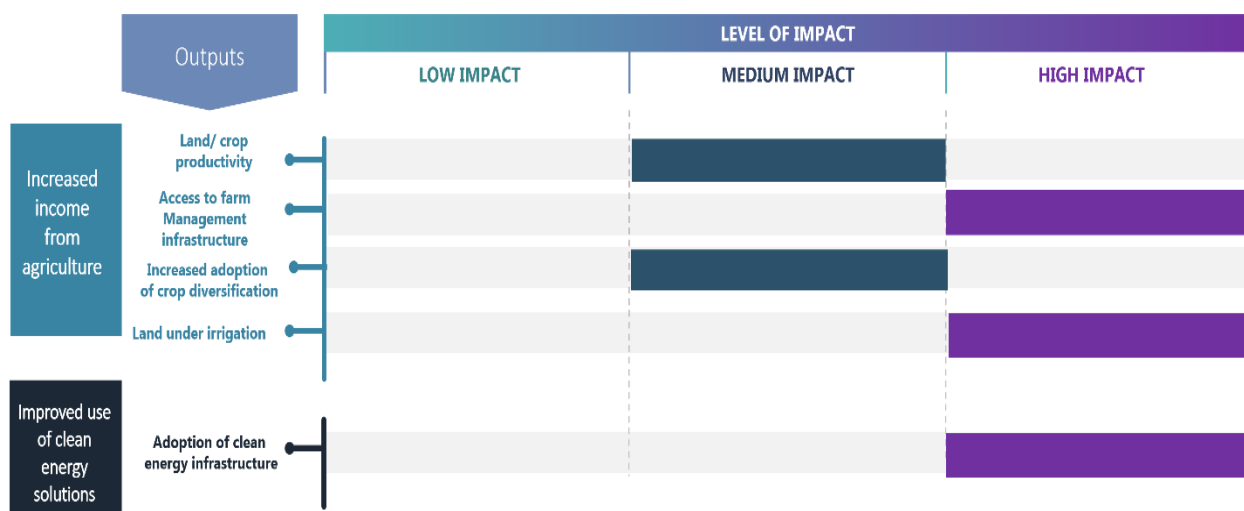 Outputs
LEVEL OF IMPACT
LOW IMPACT
MEDIUM IMPACT
HIGH IMPACT
Increased
income
from
agriculture
Land/ crop
productivity
Access to farm
Management
infrastructure
Increased adoption
of crop diversification
Land under irrigation
Improved use
of clean
energy
solutions
Adoption of clean
energy infrastructure